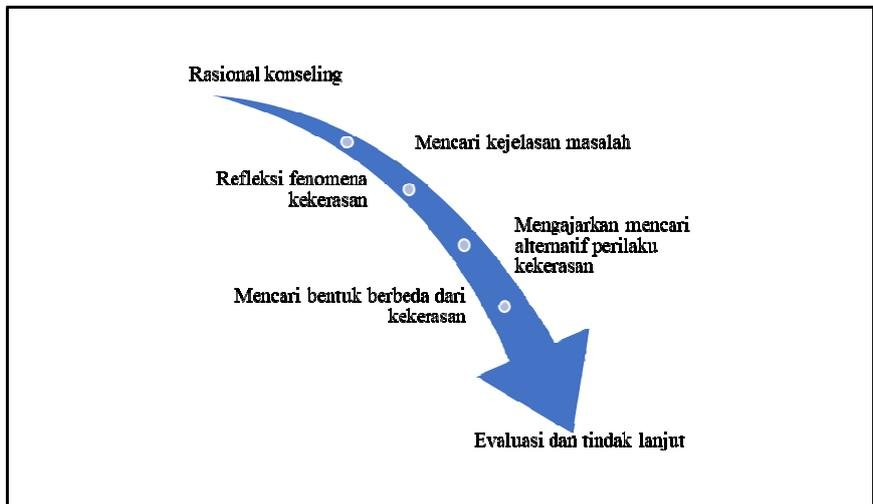 Rasional konseling
Mencari kejelasan masalah
Refleksi fenomena
kekerasan
Mengajarkan mencari
alternatif perilaku
kekerasan
Mencari bentuk berbeda dari
kekerasan
Evaluasi dan tindak lanjut